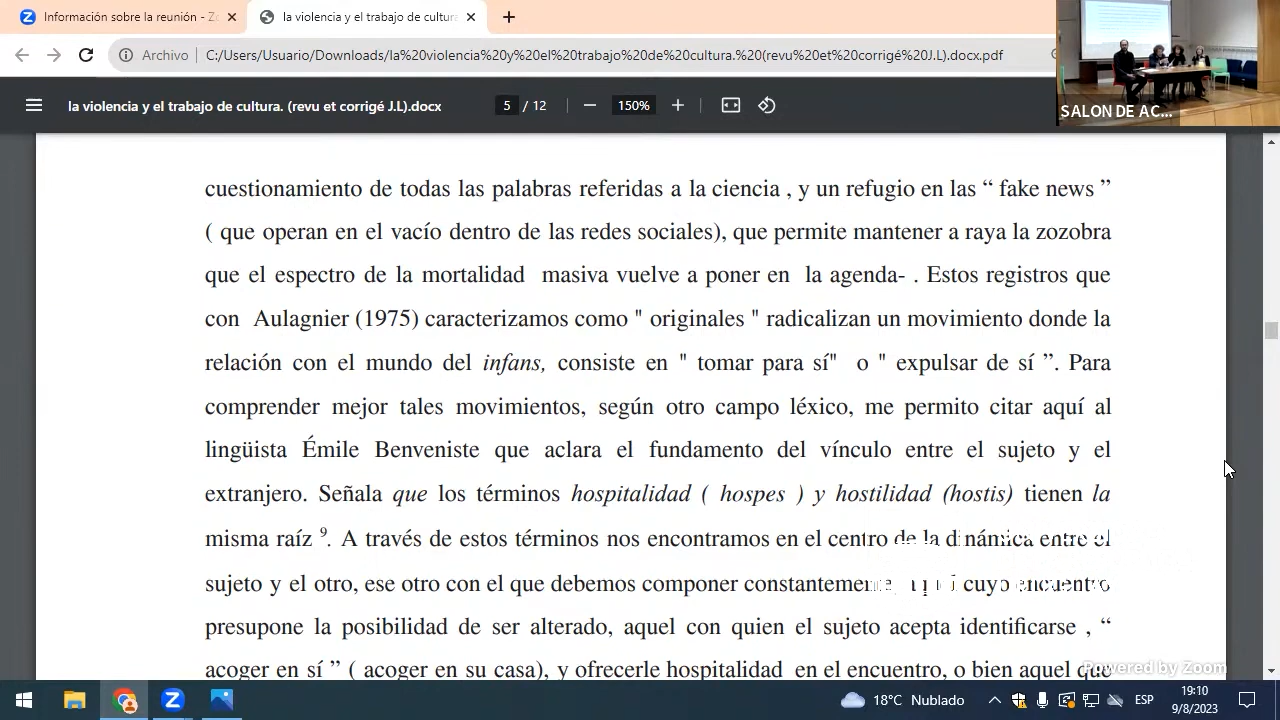 Información sobre la reunión - Zo
la violencia y el trabajo de cultura
Archivo
C:/Users/Usuario/Downloads/la%20violencia%20y%20el%20trabajo%20de%20cultura.%20(revu%20et%20corrigé%20J.L).docx.pdf
SALON DE AC...
la violencia y el trabajo de cultura. (revu et corrigé J.L).docx
5 / 12
150%
cuestionamiento de todas las palabras referidas a la ciencia , y un refugio en las “ fake news ”
( que operan en el vacío dentro de las redes sociales), que permite mantener a raya la zozobra
que el espectro de la mortalidad masiva vuelve a poner en la agenda- . Estos registros que
con Aulagnier (1975) caracterizamos como " originales " radicalizan un movimiento donde la
relación con el mundo del infans, consiste en " tomar para sí" o " expulsar de sí ”. Para
comprender mejor tales movimientos, según otro campo léxico, me permito citar aquí al
lingüista Émile Benveniste que aclara el fundamento del vínculo entre el sujeto y el
extranjero. Señala que los términos hospitalidad ( hospes ) y hostilidad (hostis) tienen la
misma raíz 9. A través de estos términos nos encontramos en el centro de la dinámica entre el
sujeto y el otro, ese otro con el que debemos componer constantemente y por cuyo encuentro
presupone la posibilidad de ser alterado, aquel con quien el sujeto acepta identificarse , “
acoger en sí ” ( acoger en su casa), y ofrecerle hospitalidad en el encuentro, o bien aquel que
Powered by Zoom
18°C Nublado
ESP
19:10
9/8/2023